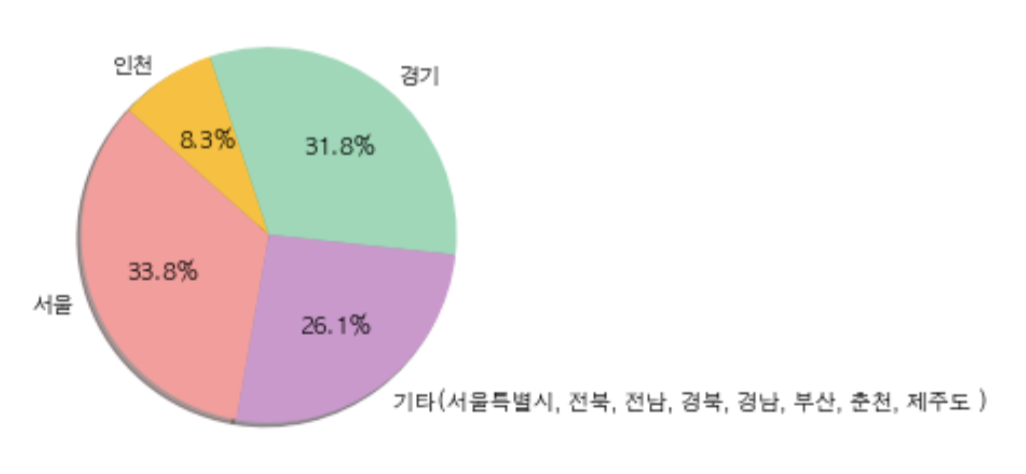 인천
경기
8.3%
31.8%
33.8%
서울
26.1%
기타(서울특별시, 전북, 전남, 경북, 경남, 부산, 춘천, 제주도 )